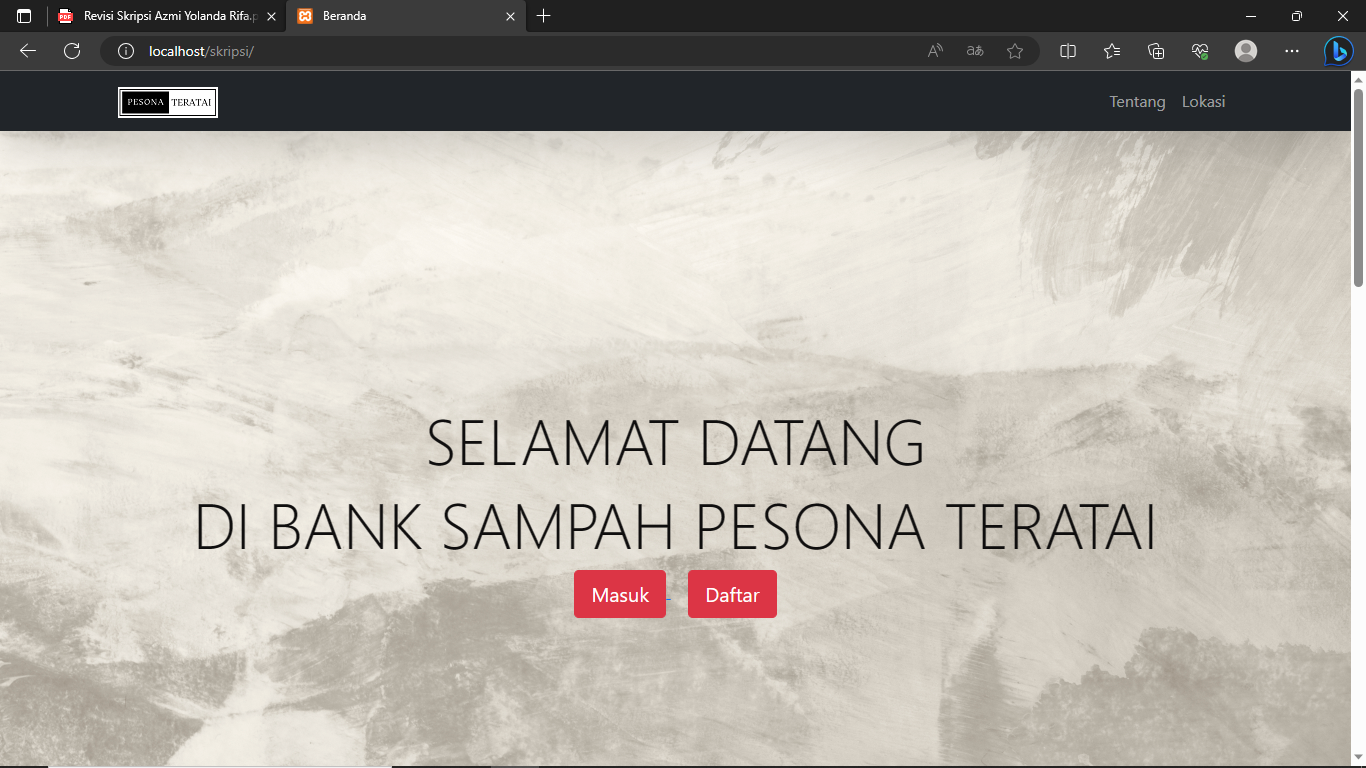 Revisi Skripsi Azmi Yolanda Rifa.p
Beranda
localhost/skripsi/
PESONA TERATAI
Tentang Lokasi
SELAMAT DATANG
DI BANK SAMPAH PESONA TERATAI
Masuk Daftar